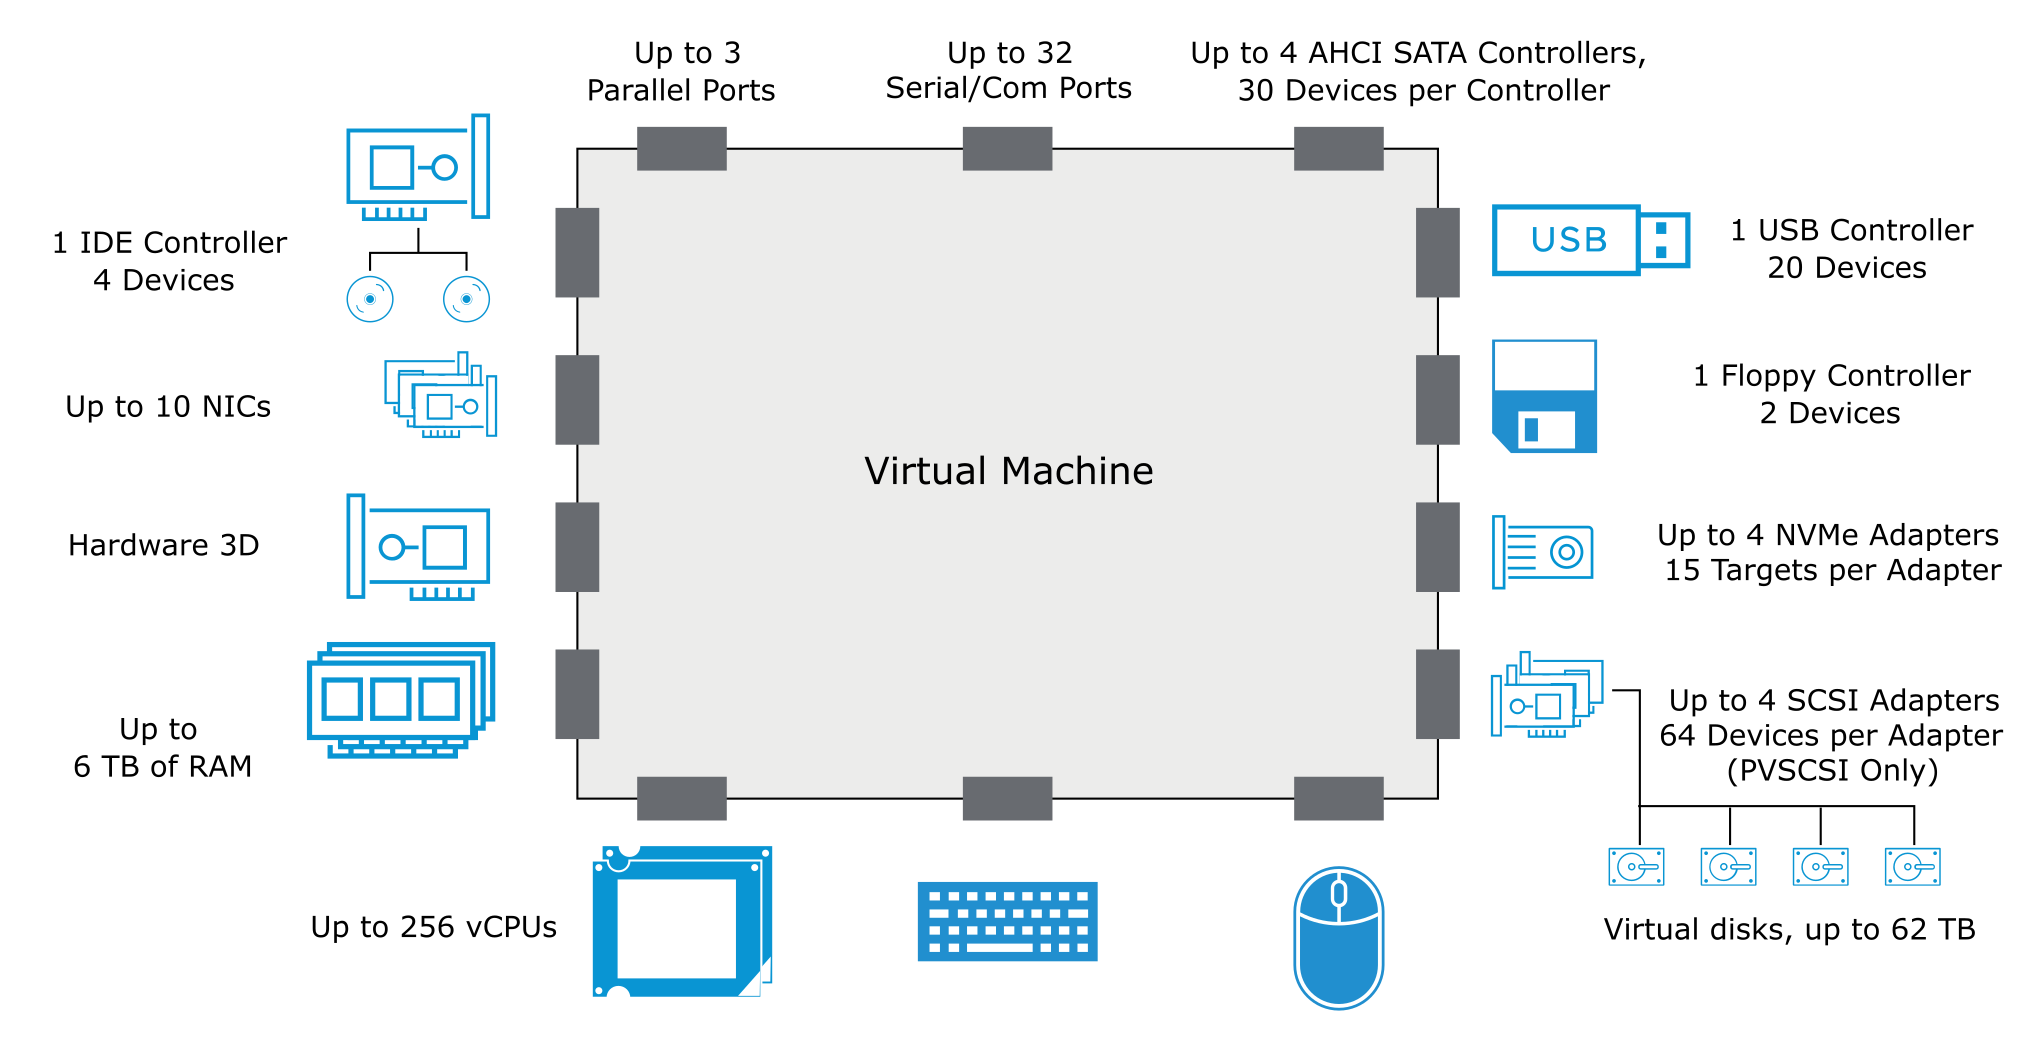 Up to 3
Parallel Ports
Up to 32
Serial/Com Ports
Up to 4 AHCI SATA Controllers,
30 Devices per Controller
1 IDE Controller
4 Devices
Up to 10 NICs
Hardware 3D
Up to
6 TB of RAM
Virtual Machine
USB
1 USB Controller
20 Devices
1 Floppy Controller
2 Devices
Up to 4 NVMe Adapters
15 Targets per Adapter
Up to 4 SCSI Adapters
64 Devices per Adapter
(PVSCSI Only)
Up to 256 vCPUs
Virtual disks, up to 62 TB